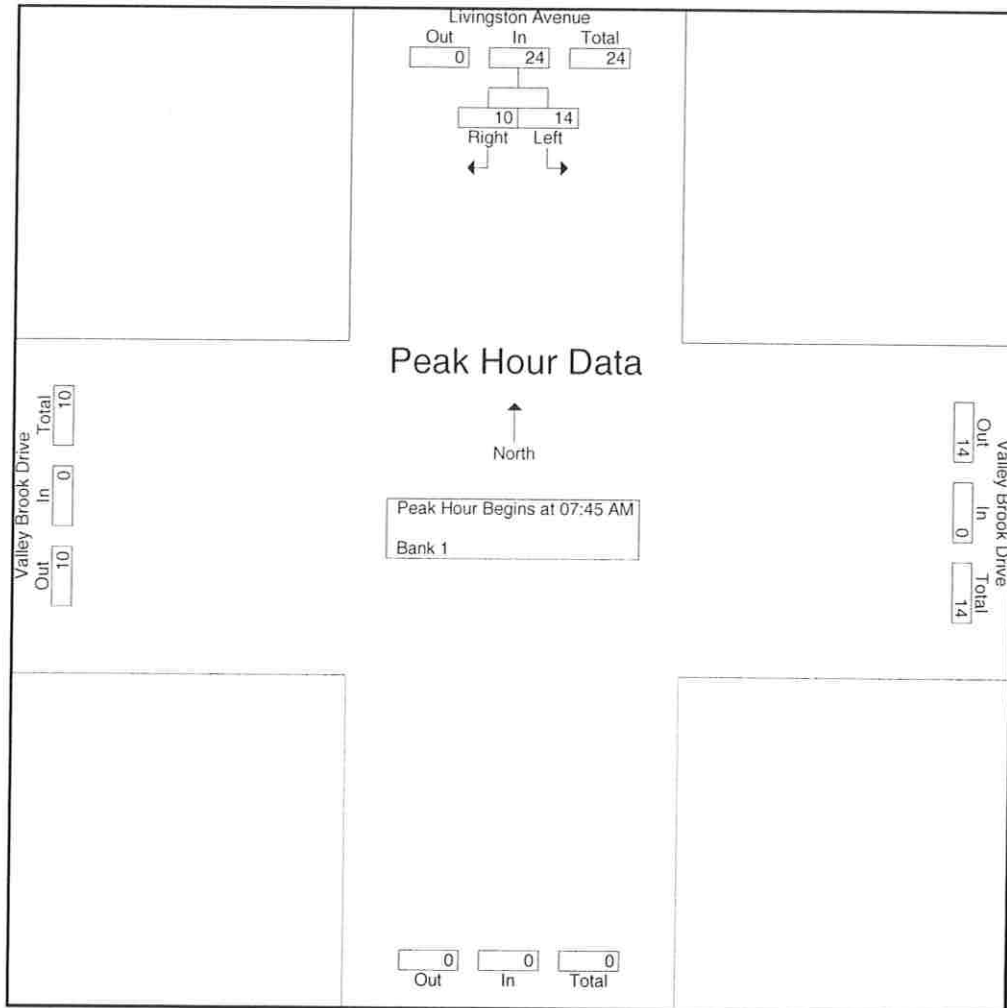 Livingston Avenue
Out In Total
0 24 24
10 14
Right Left
Peak Hour Data
North
Peak Hour Begins at 07:45 AM
Bank 1
Valley Brook Drive
Out In Total
10 0 10
Valley Brook Drive
Out In Total
14 0 14
0 0 0
Out In Total